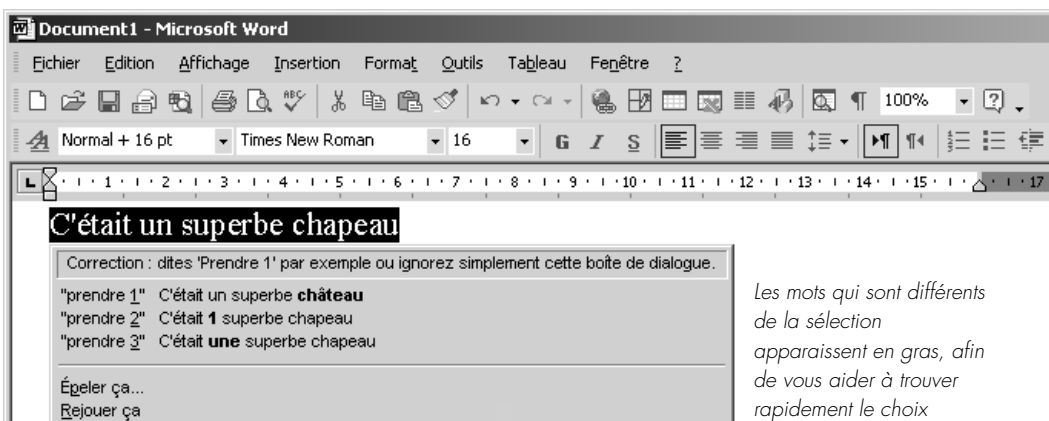 Document1 - Microsoft Word
Fichier Edition Affichage Insertion Format Outils Tableau Fenêtre ?
ABC ¶ 100% ?
Normal + 16 pt Times New Roman 16 G I S ¶ ¶
L 1 2 3 4 5 6 7 8 9 10 11 12 13 14 15 17
C'était un superbe chapeau
Correction : dites 'Prendre 1' par exemple ou ignorez simplement cette boîte de dialogue.
"prendre 1" C'était un superbe château
"prendre 2" C'était 1 superbe chapeau
"prendre 3" C'était une superbe chapeau
Épeler ça...
Rejouer ça
Les mots qui sont différents
de la sélection
apparaissent en gras, afin
de vous aider à trouver
rapidement le choix